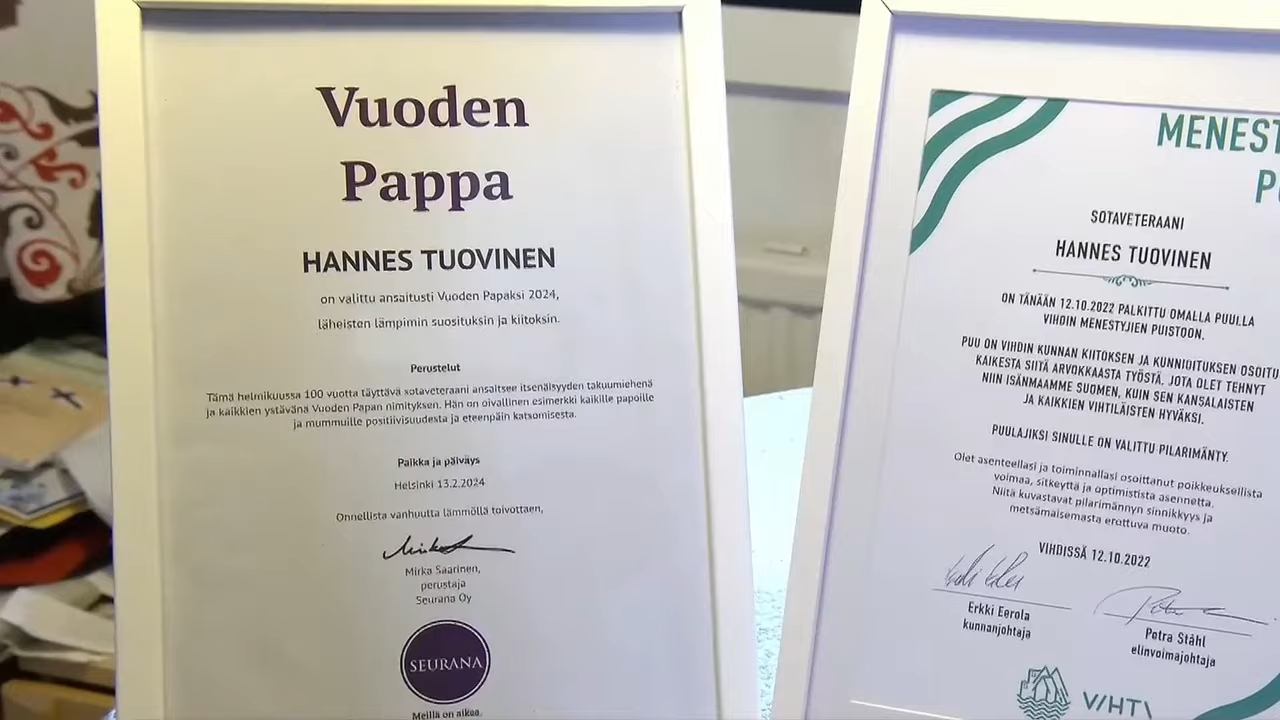 Vuoden
Pappa
HANNES TUOVINEN
on valittu ansaitusti Vuoden Papaksi 2024,
läheisten lämpimin suosituksin ja kiitoksin.
Perustelut
Tämä helmikuussa 100 vuotta täyttävä sotaveteraani ansaitsee itsenäisyyden takuumiehenä
ja kaikkien ystävänä Vuoden Papan nimityksen. Hän on oivallinen esimerkki kaikille papoille
ja mummuille positiivisuudesta ja eteenpäin katsomisesta.
Paikka ja päiväys
Helsinki 13.2.2024
Onnellista vanhuutta lämmöllä toivottaen,
Mirka Saarinen,
perustaja
Seurana Oy
SEURANA
Meillä on aikaa.
MENEST
SOTAVETERAANI
HANNES TUOVINEN
ON TÄNÄÄN 12.10.2022 PALKITTU OMALLA PUULLA
VIHDIN MENESTYJIEN PUISTOON.
PUU ON VIHDIN KUNNAN KIITOKSEN JA KUNNIOITUKSEN OSOITU
KAIKESTA SIITÄ ARVOKKAASTA TYÖSTÄ, JOTA OLET TEHNYT
NIIN ISÄNMAAMME SUOMEN, KUIN SEN KANSALAISTEN
JA KAIKKIEN VIHTILÄISTEN HYVÄKSI.
PUULAJIKSI SINULLE ON VALITTU PILARIMÄNTY.
Olet asenteellasi ja toiminnallasi osoittanut poikkeuksellista
voimaa, sitkeyttä ja optimistista asennetta.
Niitä kuvastavat pilarimännyn sinnikkyys ja
metsämaisemasta erottuva muoto.
VIHDISSÄ 12.10.2022
Erkki Eerola
kunnanjohtaja
Petra Ståhl
elinvoimajohtaja
VIHTI